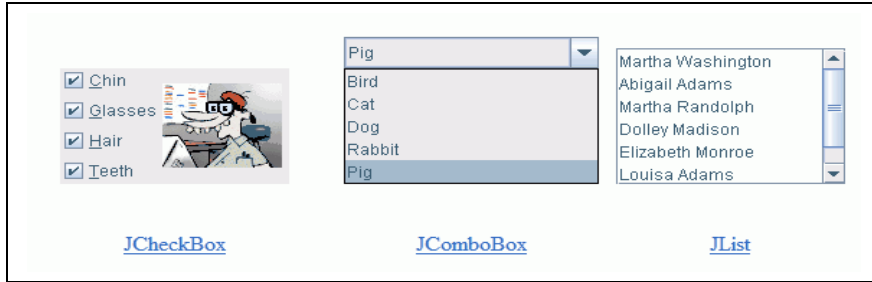 Chin
Glasses
Hair
Teeth
Pig
Bird
Cat
Dog
Rabbit
Pig
Martha Washington
Abigail Adams
Martha Randolph
Dolley Madison
Elizabeth Monroe
Louisa Adams
JCheckBox
JComboBox
JList